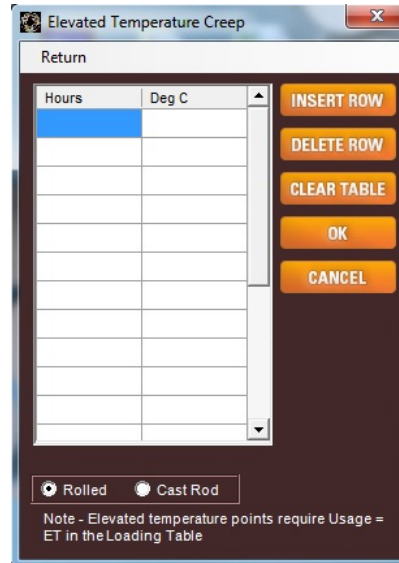 Elevated Temperature Creep
x
Return
Hours Deg C
INSERT ROW
DELETE ROW
CLEAR TABLE
OK
CANCEL
Rolled Cast Rod
Note - Elevated temperature points require Usage =
ET in the Loading Table